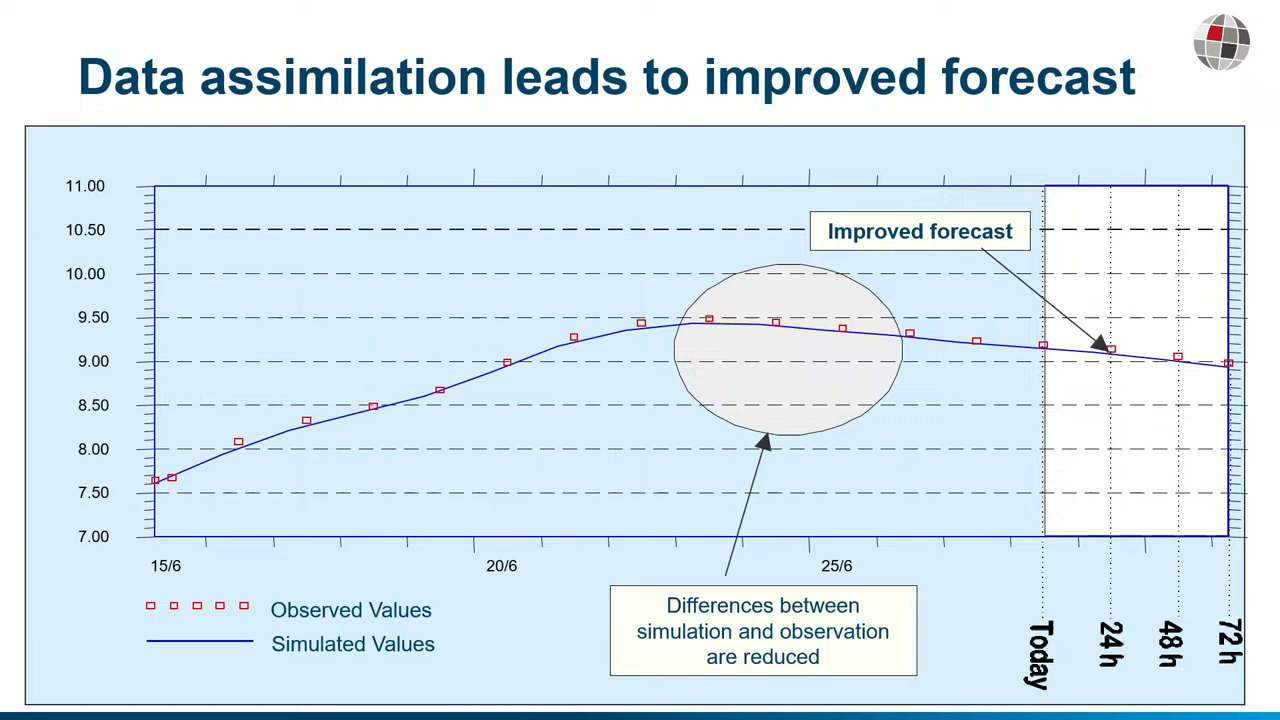 Data assimilation leads to improved forecast
11.00
10.50
10.00
9.50
9.00
8.50
8.00
7.50
7.00
Improved forecast
15/6
20/6
25/6
Observed Values
Simulated Values
Differences between
simulation and observation
are reduced
Today
24 h
48 h
72 h